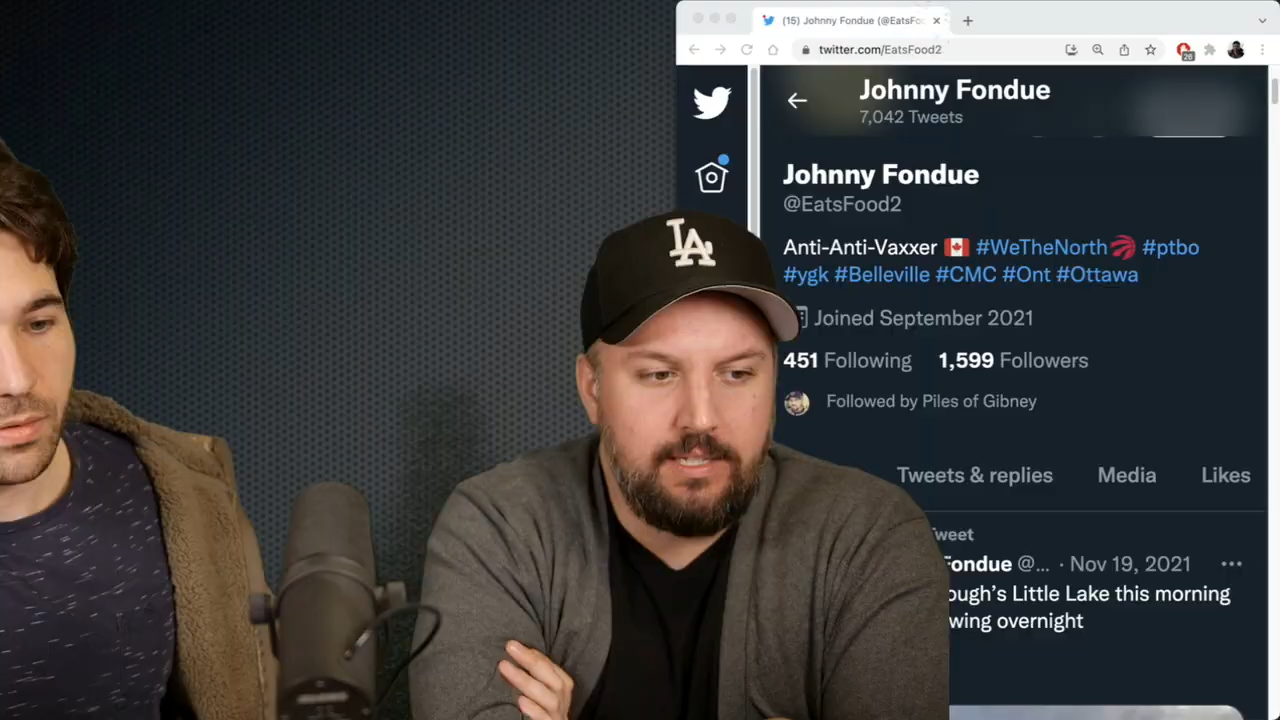 (15) Johnny Fondue (@EatsFoo
twitter.com/EatsFood2
28
Johnny Fondue
7,042 Tweets
Johnny Fondue
@EatsFood2
Anti-Anti-Vaxxer 🇨🇦 #WeTheNorth #ptbo
#ygk #Belleville #CMC #Ont #Ottawa
Joined September 2021
451 Following 1,599 Followers
Followed by Piles of Gibney
Tweets & replies Media Likes
weet
Fondue @... · Nov 19, 2021 ···
ough's Little Lake this morning
wing overnight
LA